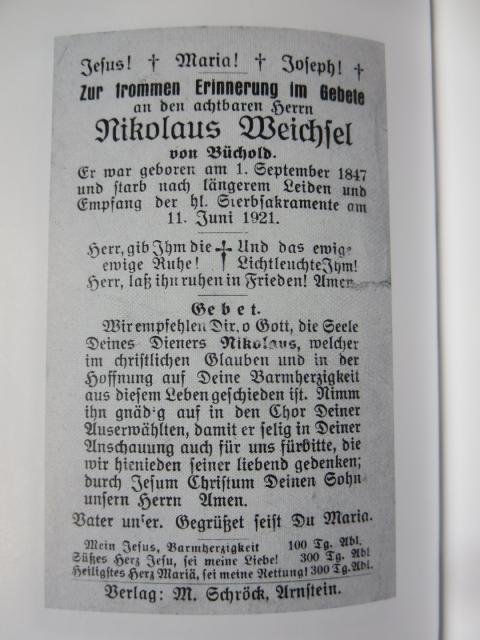 Jesus! † Maria! † Joseph! †
Zur frommen Erinnerung im Gebete
an den achtbaren Herrn
Nikolaus Weichsel
von Büchold.
Er war geboren am 1. September 1847
und starb nach längerem Leiden und
Empfang der hl. Sterbsakramente am
11. Juni 1921.
Herr, gib Ihm die † Und das ewige
ewige Ruhe! Licht leuchte Ihm!
Herr, laß ihn ruhen in Frieden! Amen
Gebet.
Wir empfehlen Dir, o Gott, die Seele
Deines Dieners Nikolaus, welcher
im christlichen Glauben und in der
Hoffnung auf Deine Barmherzigkeit
aus diesem Leben geschieden ist. Nimm
ihn gnädig auf in den Chor Deiner
Auserwählten, damit er selig in Deiner
Anschauung auch für uns fürbitte, die
wir hienieden seiner liebend gedenken;
durch Jesum Christum Deinen Sohn
unsern Herrn Amen.
Vater unser. Gegrüßet seist Du Maria.
Mein Jesus, Barmherzigkeit 100 Tg. Abl.
Süßes Herz Jesu, sei meine Liebe! 300 Tg. Abl
Heiligstes Herz Mariä, sei meine Rettung! 300 Tg. Abl.
Verlag: M. Schröck, Arnstein.